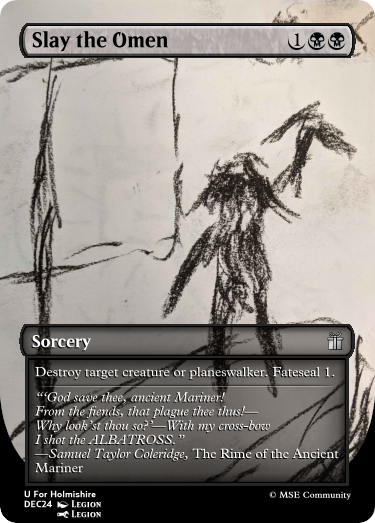 Slay the Omen 1
Sorcery
Destroy target creature or planeswalker. Fateseal 1.
“‘God save thee, ancient Mariner!
From the fiends, that plague thee thus!—
Why look'st thou so?’—With my cross-bow
I shot the ALBATROSS.”
—Samuel Taylor Coleridge, The Rime of the Ancient
Mariner
U For Holmishire
DEC24 Legion
Legion
© MSE Community